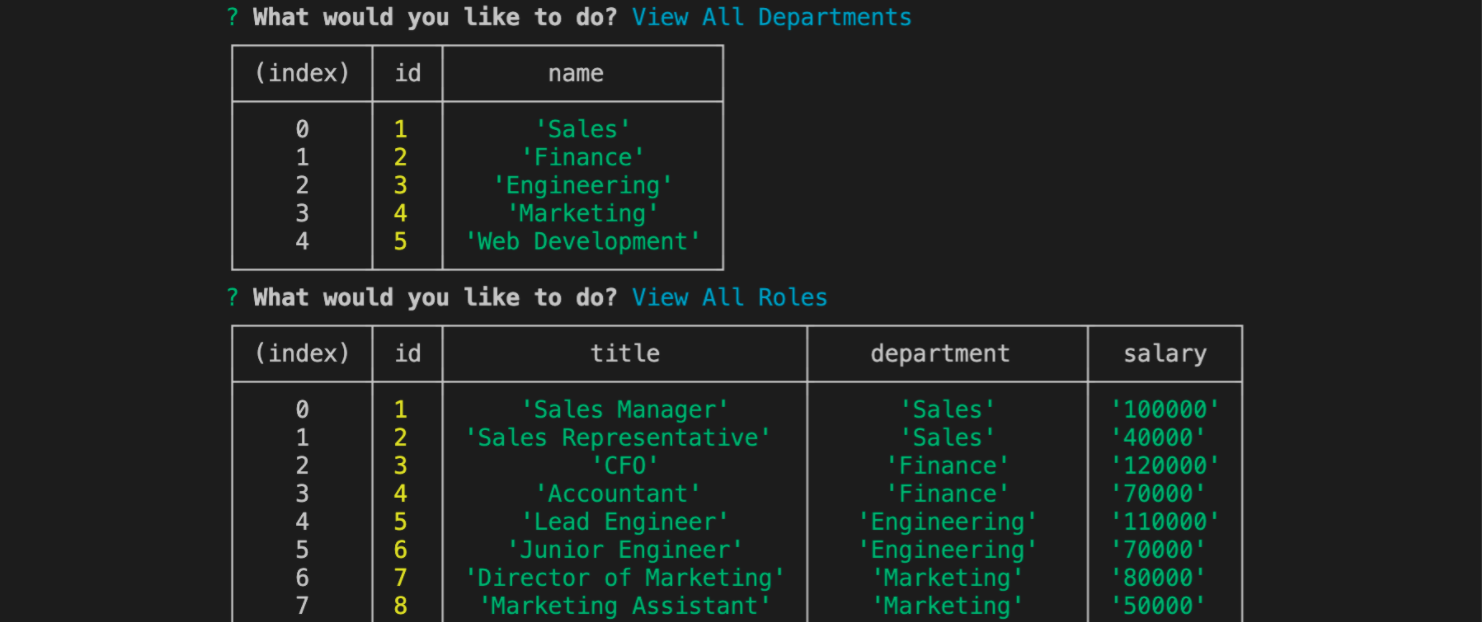 ? What would you like to do? View All Departments
(index) id name
0 1 'Sales'
1 2 'Finance'
2 3 'Engineering'
3 4 'Marketing'
4 5 'Web Development'
? What would you like to do? View All Roles
(index) id title department salary
0 1 'Sales Manager' 'Sales' '100000'
1 2 'Sales Representative' 'Sales' '40000'
2 3 'CFO' 'Finance' '120000'
3 4 'Accountant' 'Finance' '70000'
4 5 'Lead Engineer' 'Engineering' '110000'
5 6 'Junior Engineer' 'Engineering' '70000'
6 7 'Director of Marketing' 'Marketing' '80000'
7 8 'Marketing Assistant' 'Marketing' '50000'